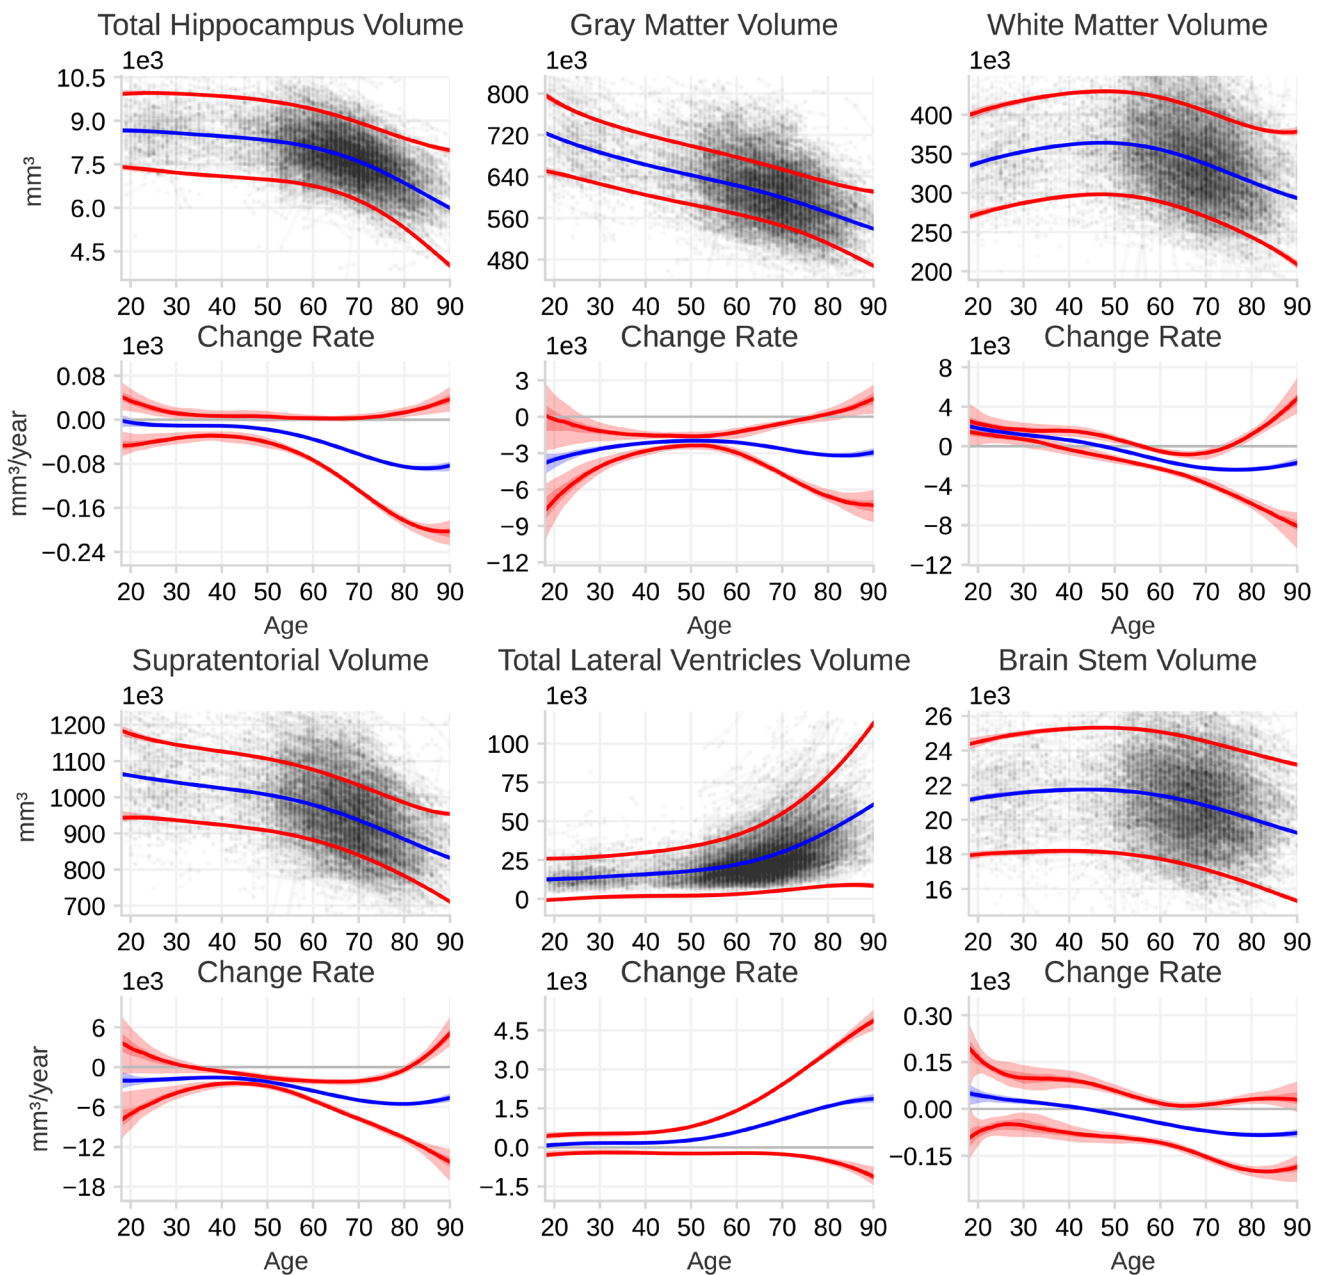 Total Hippocampus Volume
1e3
10.5
9.0
7.5
6.0
4.5
mm³
20 30 40 50 60 70 80 90
Gray Matter Volume
1e3
800
720
640
560
480
20 30 40 50 60 70 80 90
White Matter Volume
1e3
400
350
300
250
200
20 30 40 50 60 70 80 90
Change Rate
1e3
0.08
0.00
−0.08
−0.16
−0.24
mm³/year
20 30 40 50 60 70 80 90
Age
Change Rate
1e3
3
0
−3
−6
−9
−12
20 30 40 50 60 70 80 90
Age
Change Rate
1e3
8
4
0
−4
−8
−12
20 30 40 50 60 70 80 90
Age
Supratentorial Volume
1e3
1200
1100
1000
900
800
700
mm³
20 30 40 50 60 70 80 90
Total Lateral Ventricles Volume
1e3
100
75
50
25
0
20 30 40 50 60 70 80 90
Brain Stem Volume
1e3
26
24
22
20
18
16
20 30 40 50 60 70 80 90
Change Rate
1e3
6
0
−6
−12
−18
mm³/year
20 30 40 50 60 70 80 90
Age
Change Rate
1e3
4.5
3.0
1.5
0.0
−1.5
20 30 40 50 60 70 80 90
Age
Change Rate
1e3
0.30
0.15
0.00
−0.15
20 30 40 50 60 70 80 90
Age